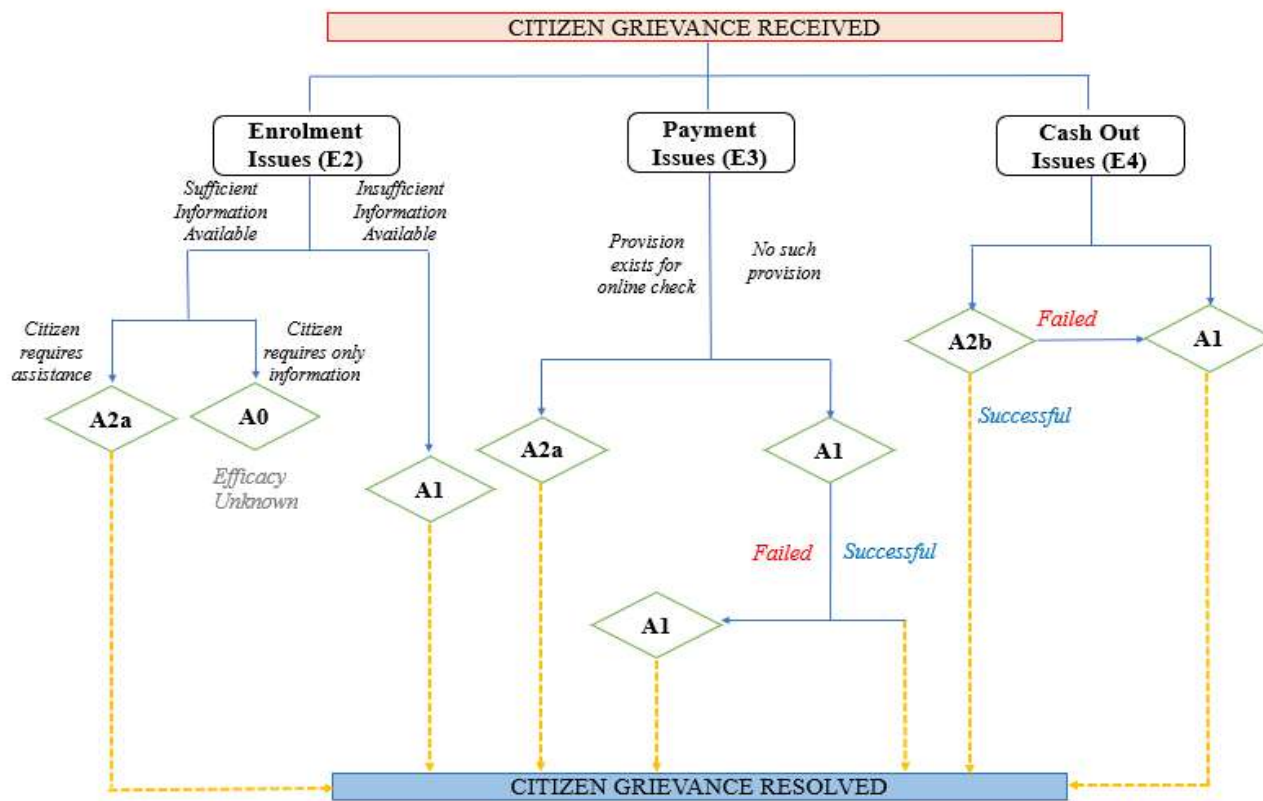 CITIZEN GRIEVANCE RECEIVED
Enrolment
Issues (E2)
Payment
Issues (E3)
Cash Out
Issues (E4)
Sufficient
Information
Available
Insufficient
Information
Available
Provision
exists for
online check
No such
provision
Citizen
requires
assistance
Citizen
requires only
information
A2b
Failed
A1
A2a
A0
Successful
A2a
A1
Efficacy
Unknown
A1
Failed
Successful
A1
CITIZEN GRIEVANCE RESOLVED